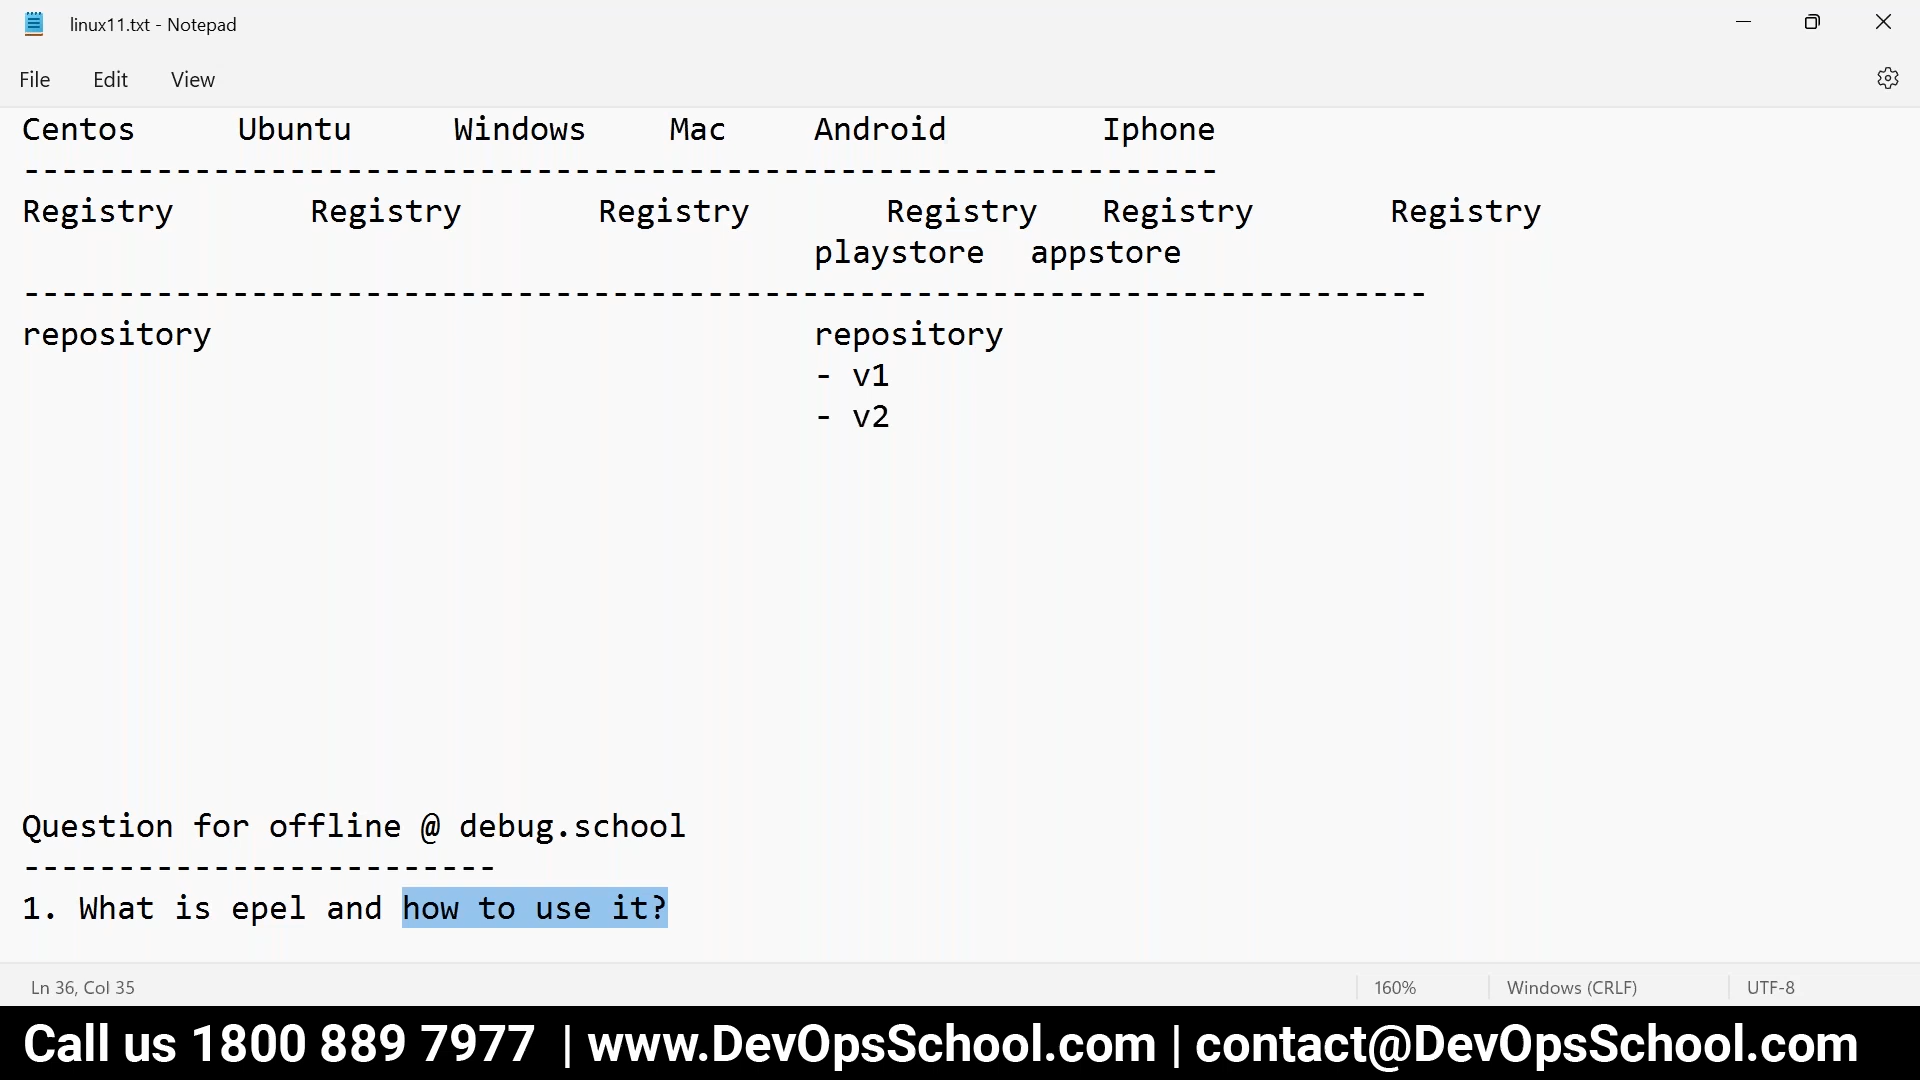 linux11.txt - Notepad
File Edit View
Centos Ubuntu Windows Mac Android Iphone
---------------------------------------------------------------
Registry Registry Registry Registry Registry Registry
playstore appstore
--------------------------------------------------------------------------
repository repository
- v1
- v2
Question for offline @ debug.school
-------------------------
1. What is epel and how to use it?
Ln 36, Col 35 160% Windows (CRLF) UTF-8
Call us 1800 889 7977 | www.DevOpsSchool.com | contact@DevOpsSchool.com